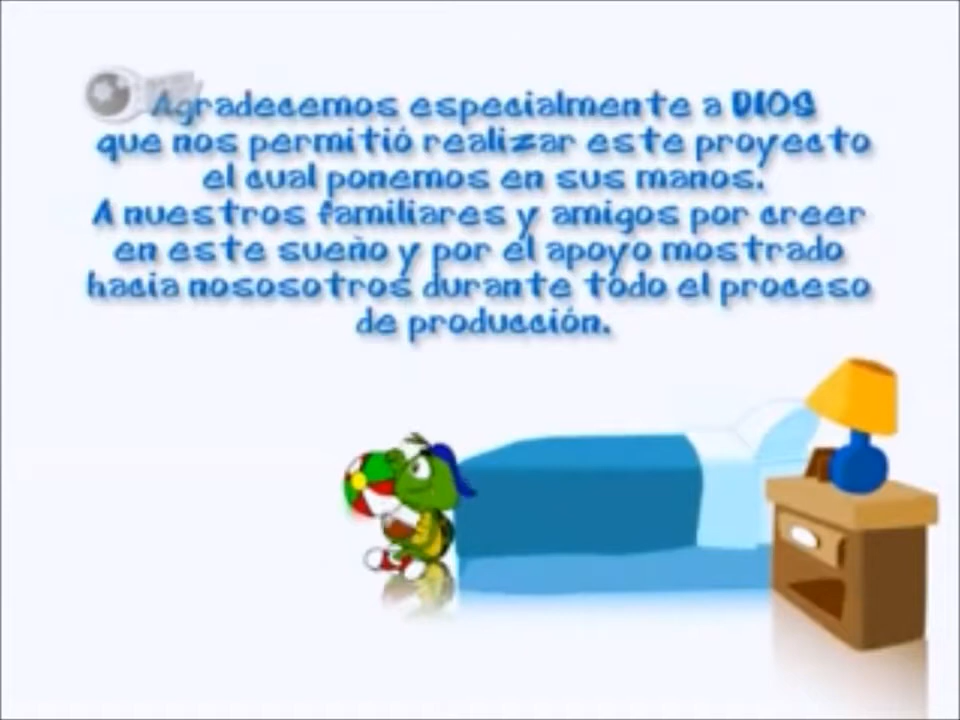 Agradecemos especialmente a DIOS
que nos permitió realizar este proyecto
el cual ponemos en sus manos.
A nuestros familiares y amigos por creer
en este sueño y por el apoyo mostrado
hacia nososotros durante todo el proceso
de producción.